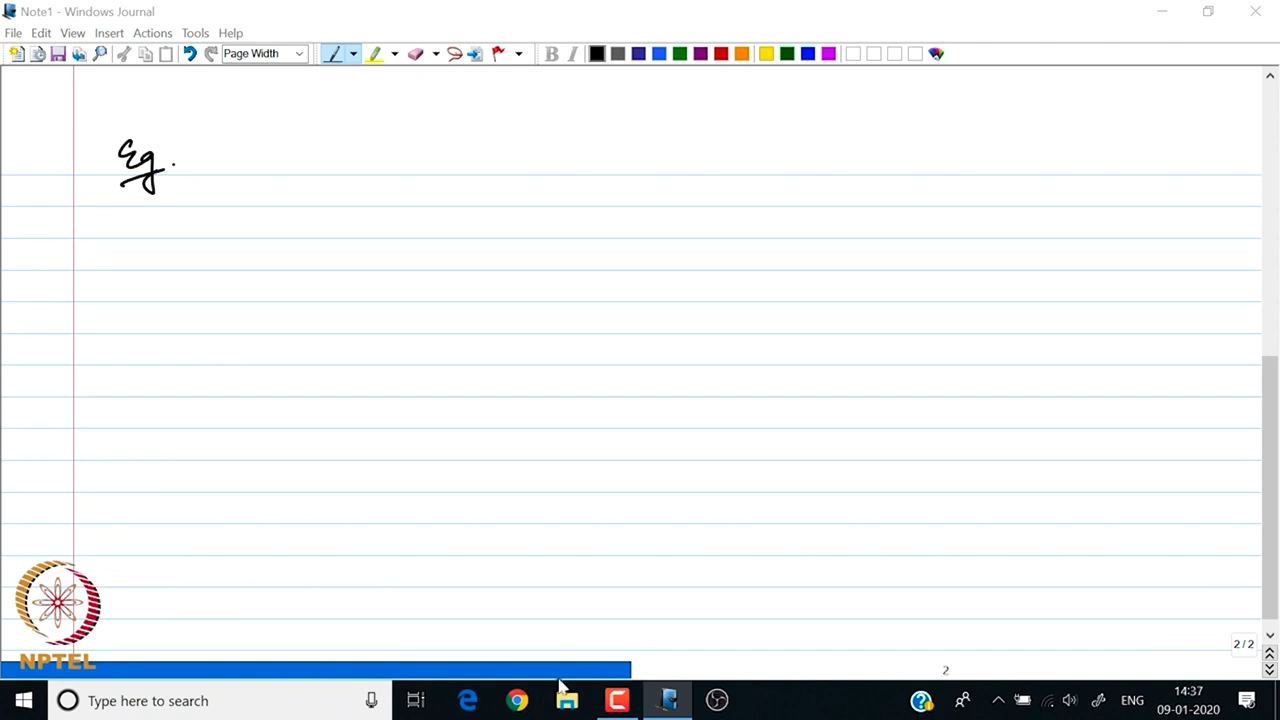 Note1 - Windows Journal
File Edit View Insert Actions Tools Help
Page Width B I
Eg.
2/2
NPTEL
2
Type here to search
ENG
14:37
09-01-2020